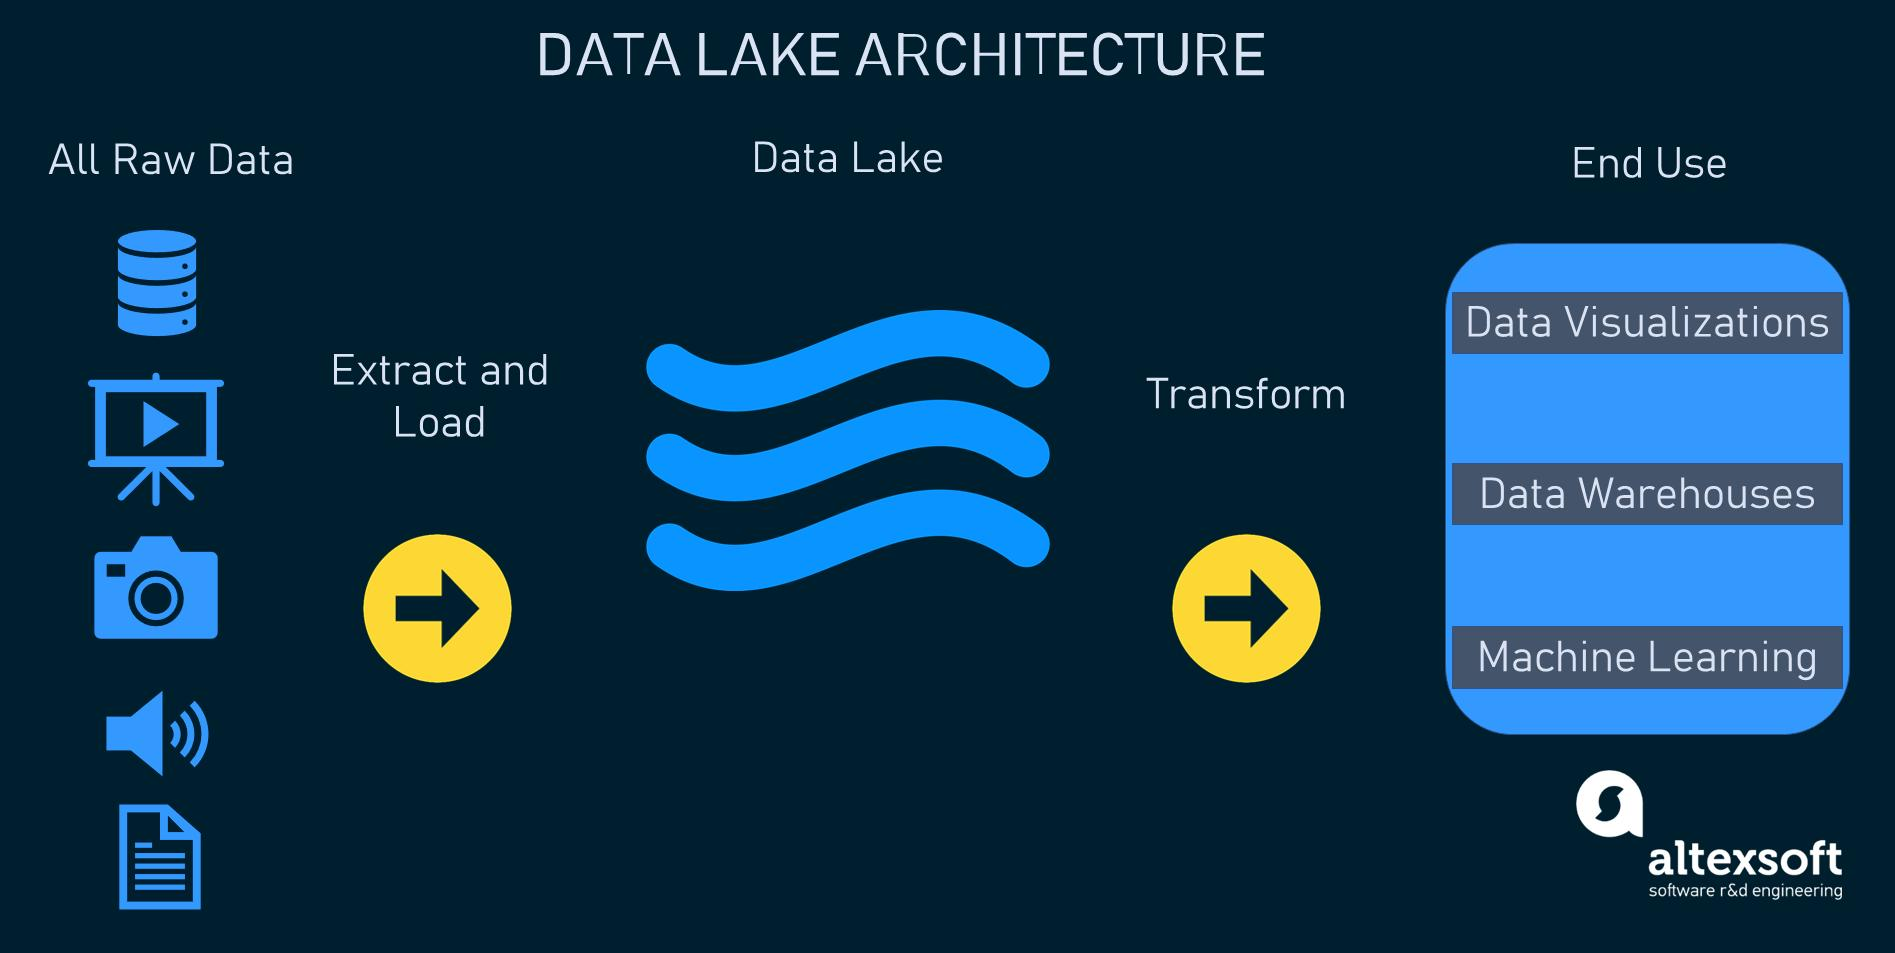 DATA LAKE ARCHITECTURE
All Raw Data
Data Lake
End Use
Extract and
Load
Transform
Data Visualizations
Data Warehouses
Machine Learning
altexsoft
software r&d engineering